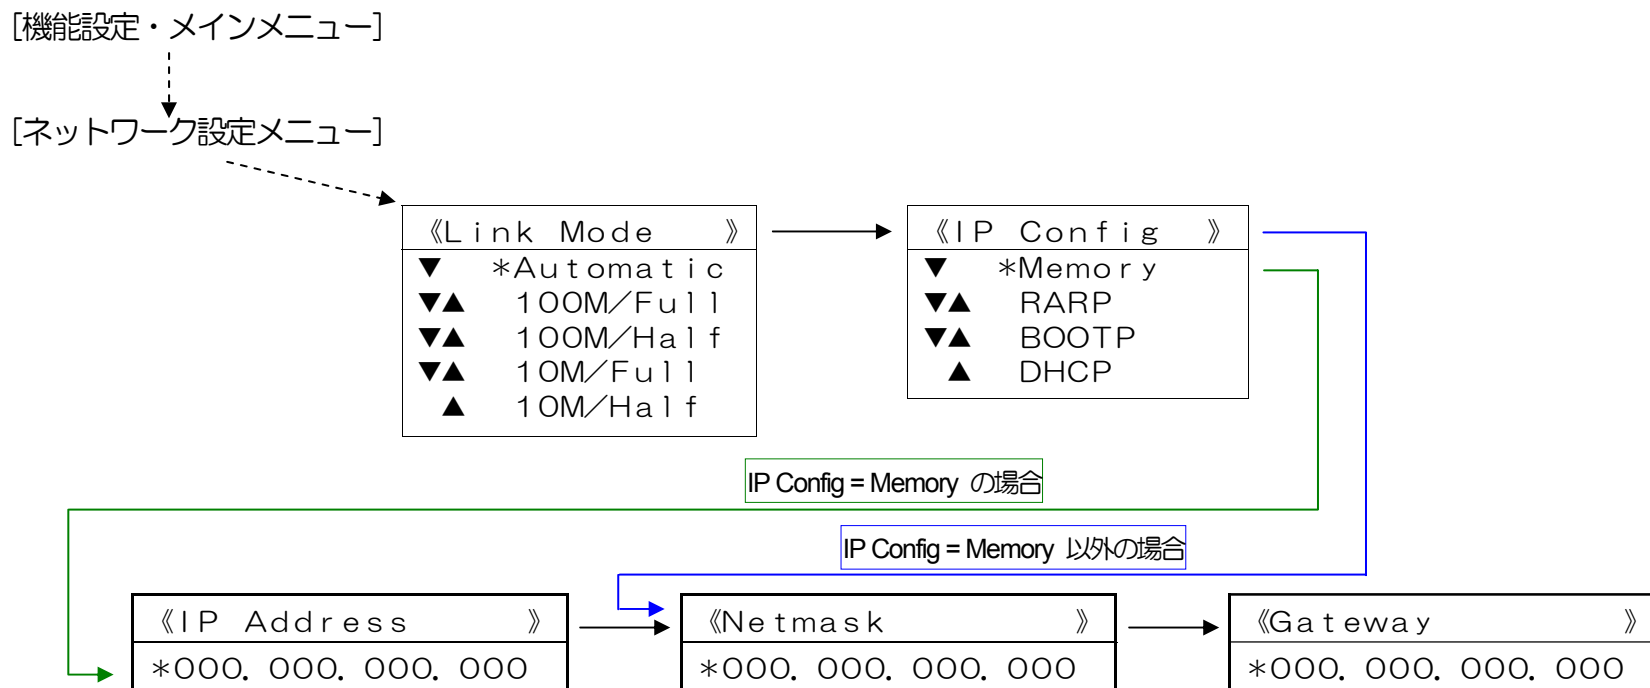 [機能設定・メインメニュー]
[ネットワーク設定メニュー]
《Link Mode 》
▼ *Automatic
▼▲ 100M/Full
▼▲ 100M/Half
▼▲ 10M/Full
▲ 10M/Half
《IP Config 》
▼ *Memory
▼▲ RARP
▼▲ BOOTP
▲ DHCP
IP Config = Memory の場合
IP Config = Memory 以外の場合
《IP Address 》
*000. 000. 000. 000
《Netmask 》
*000. 000. 000. 000
《Gateway 》
*000. 000. 000. 000